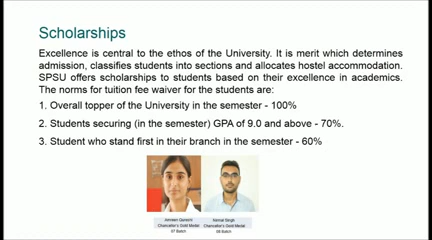 Scholarships
Excellence is central to the ethos of the University. It is merit which determines
admission, classifies students into sections and allocates hostel accommodation.
SPSU offers scholarships to students based on their excellence in academics.
The norms for tuition fee waiver for the students are:
1. Overall topper of the University in the semester - 100%
2. Students securing (in the semester) GPA of 9.0 and above - 70%.
3. Student who stand first in their branch in the semester - 60%
Chancellor's Gold Medal
Batch
Singh
Chancellor's Gold Medal
Batch